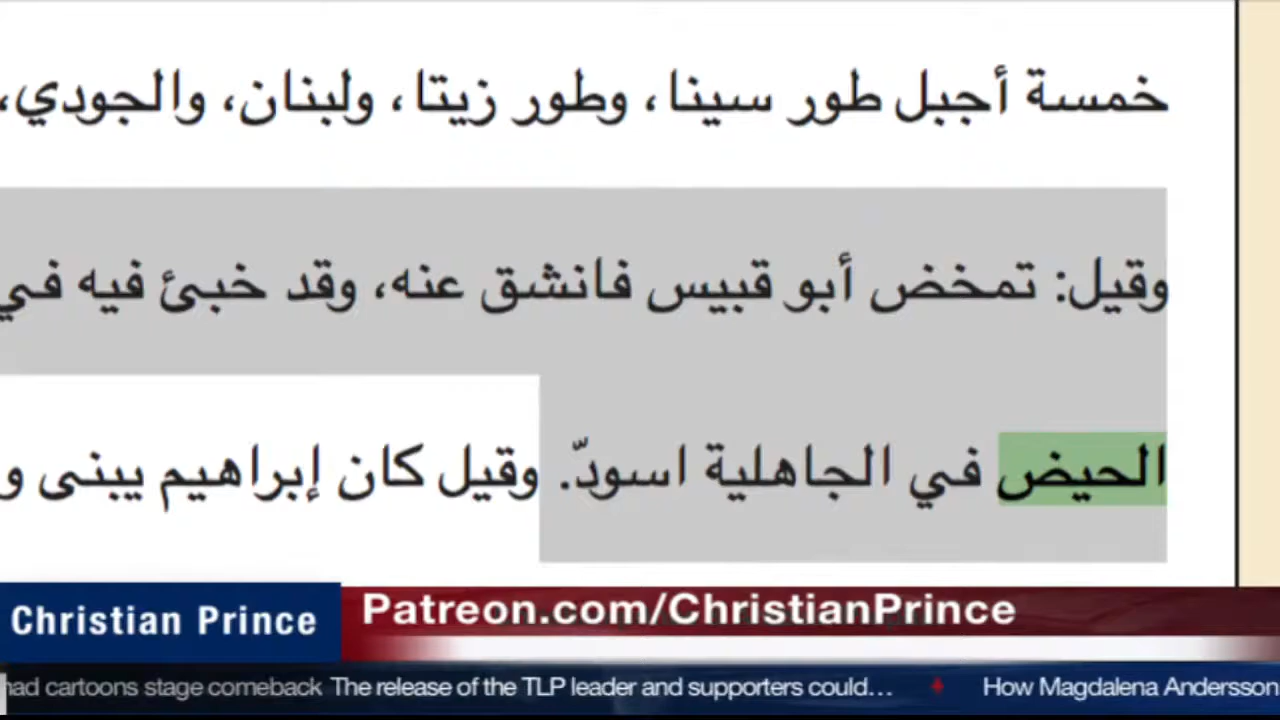 خمسة أجبل طور سينا، وطور زيتا، ولبنان، والجودي،
وقيل: تمخض أبو قبيس فانشق عنه، وقد خبئ فيه في
الحيض في الجاهلية اسودّ. وقيل كان إبراهيم يبنى و
Christian Prince
Patreon.com/ChristianPrince
had cartoons stage comeback The release of the TLP leader and supporters could... How Magdalena Andersson